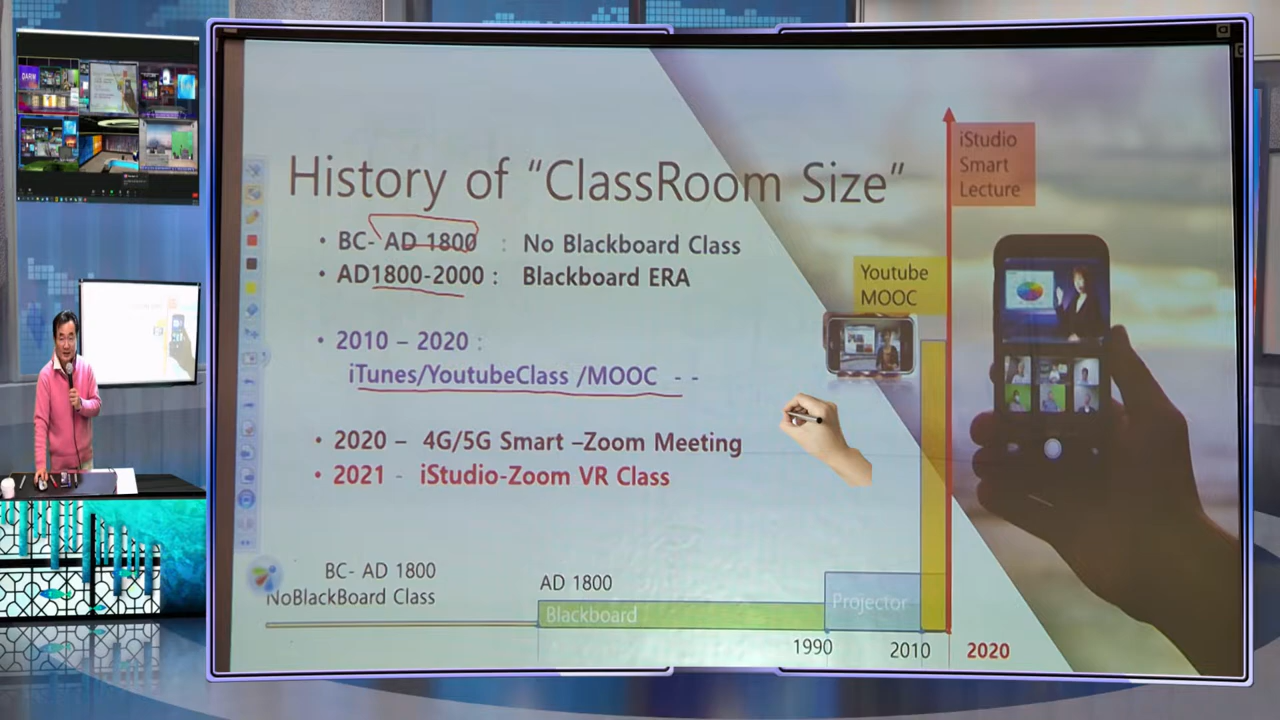 History of “ClassRoom Size”
• BC- AD 1800 : No Blackboard Class
• AD1800-2000 : Blackboard ERA
• 2010 – 2020 :
iTunes/YoutubeClass /MOOC - -
• 2020 – 4G/5G Smart –Zoom Meeting
• 2021 - iStudio-Zoom VR Class
iStudio
Smart
Lecture
Youtube
MOOC
BC- AD 1800
NoBlackBoard Class
AD 1800
Blackboard
Projector
1990
2010
2020